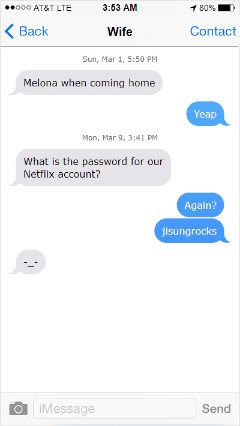 AT&T LTE 3:53 AM 80%
Back Wife Contact
Sun, Mar 1, 5:50 PM
Melona when coming home
Yeap
Mon, Mar 9, 3:41 PM
What is the password for our
Netflix account?
Again?
jisungrocks
-_-
iMessage Send